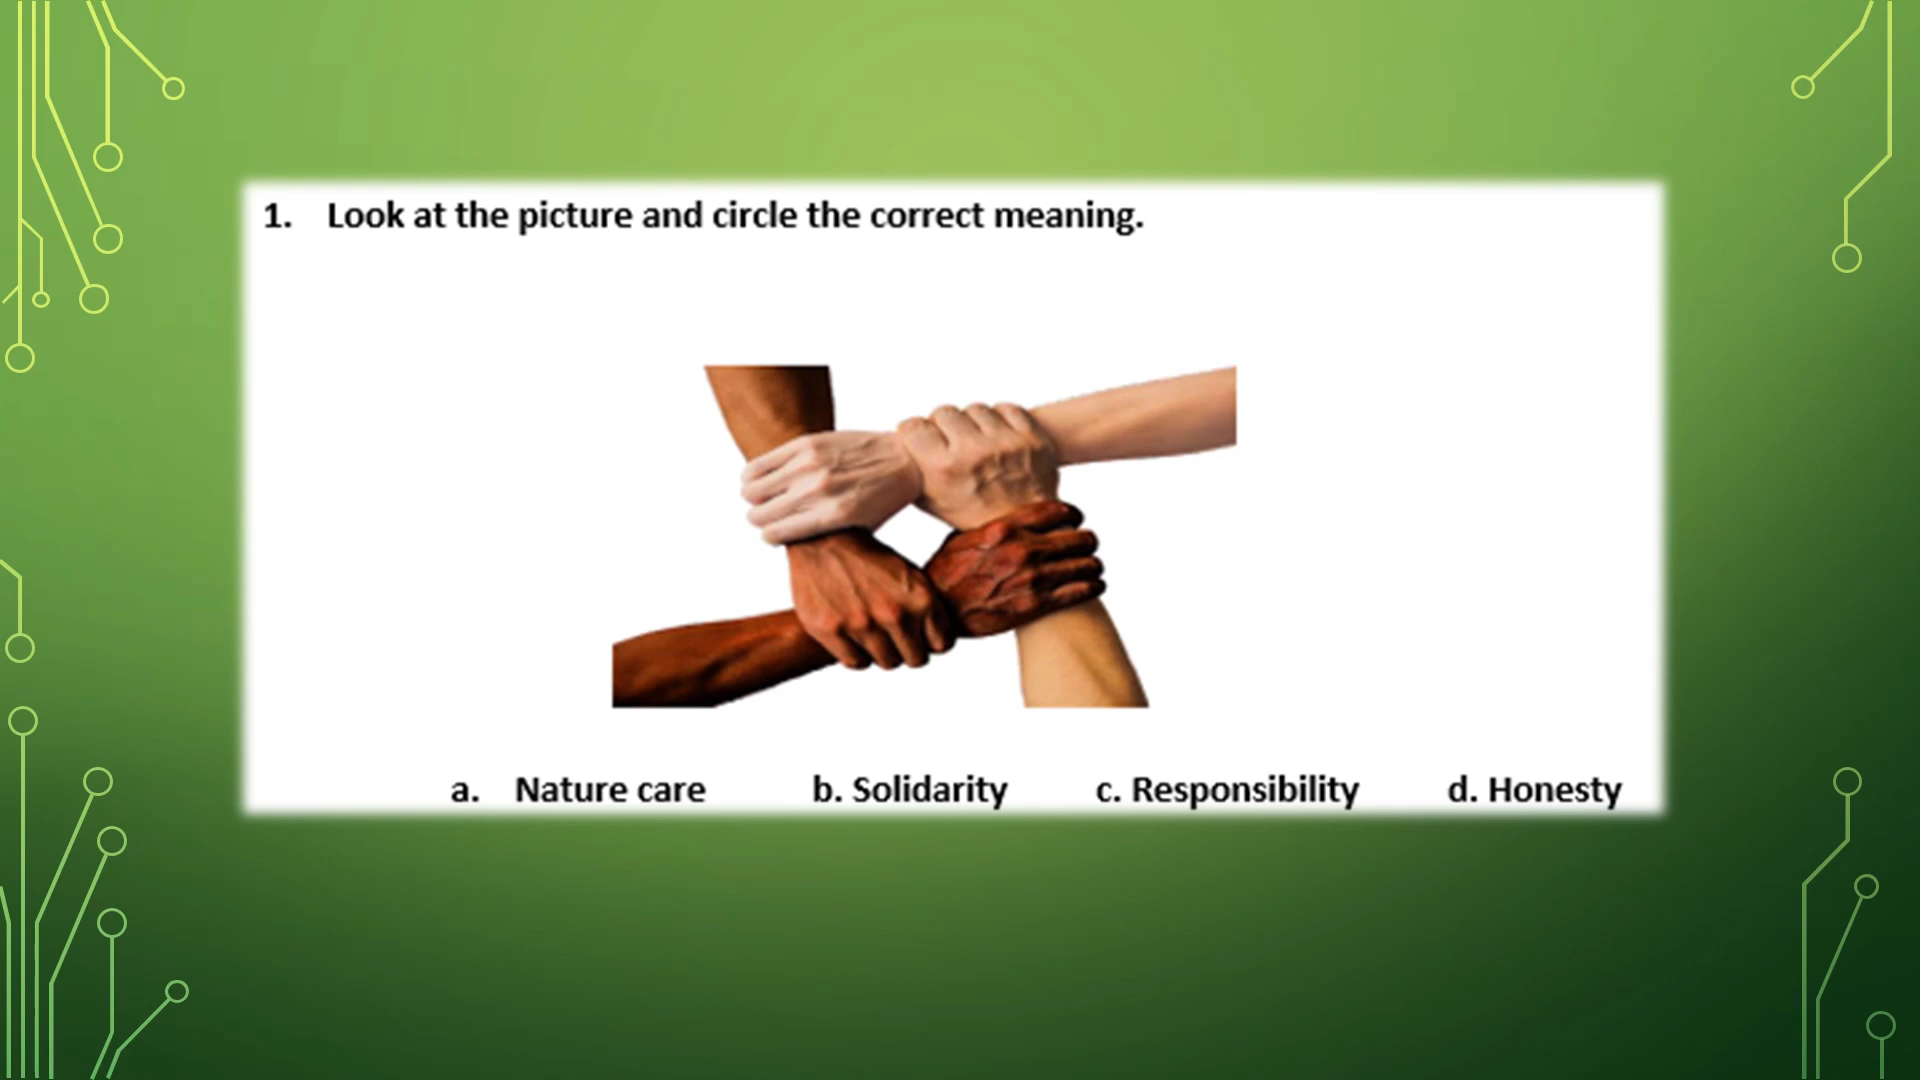 1. Look at the picture and circle the correct meaning.
a. Nature care b. Solidarity c. Responsibility d. Honesty